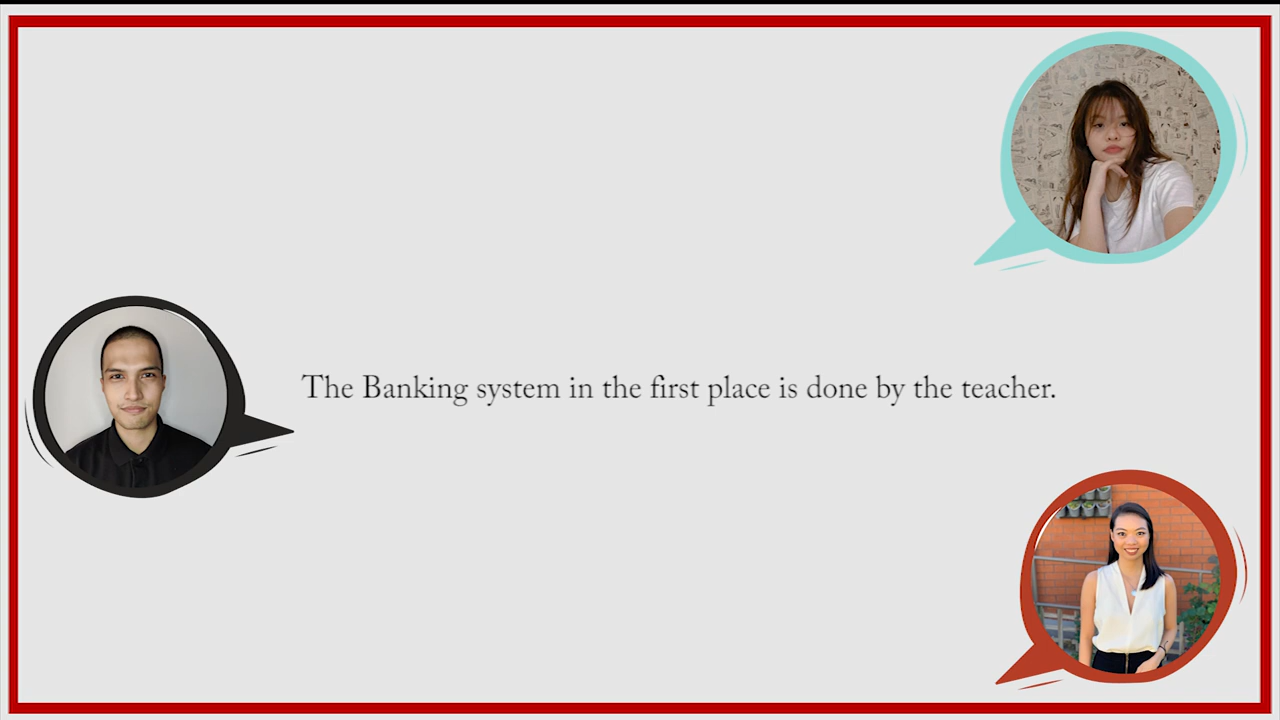 The Banking system in the first place is done by the teacher.